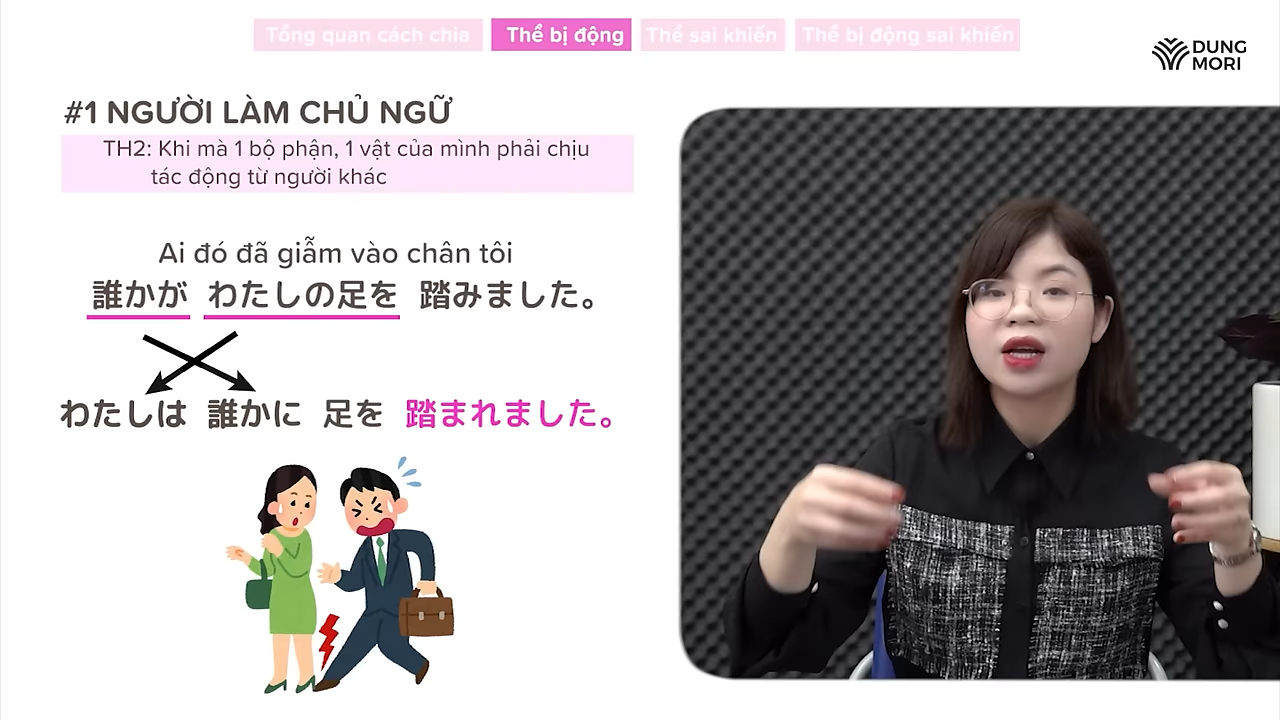 Tổng quan cách chia
Thể bị động
Thể sai khiến
Thể bị động sai khiến
DUNG
MORI
#1 NGƯỜI LÀM CHỦ NGỮ
TH2: Khi mà 1 bộ phận, 1 vật của mình phải chịu
tác động từ người khác
Ai đó đã giẫm vào chân tôi
誰かが わたしの足を 踏みました。
わたしは 誰かに 足を 踏まれました。